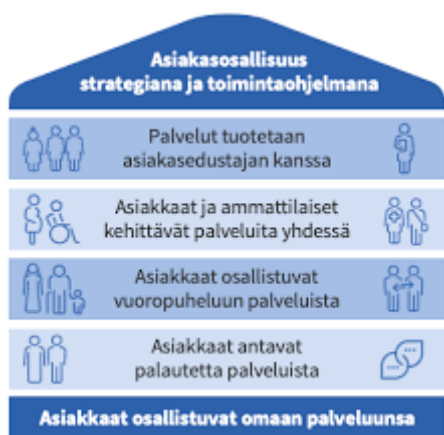 Asiakasosallisuus
strategiana ja toimintaohjelmana
Palvelut tuotetaan
asiakasedustajan kanssa
Asiakkaat ja ammattilaiset
kehittävät palveluita yhdessä
Asiakkaat osallistuvat
vuoropuheluun palveluista
Asiakkaat antavat
palautetta palveluista
Asiakkaat osallistuvat omaan palveluunsa